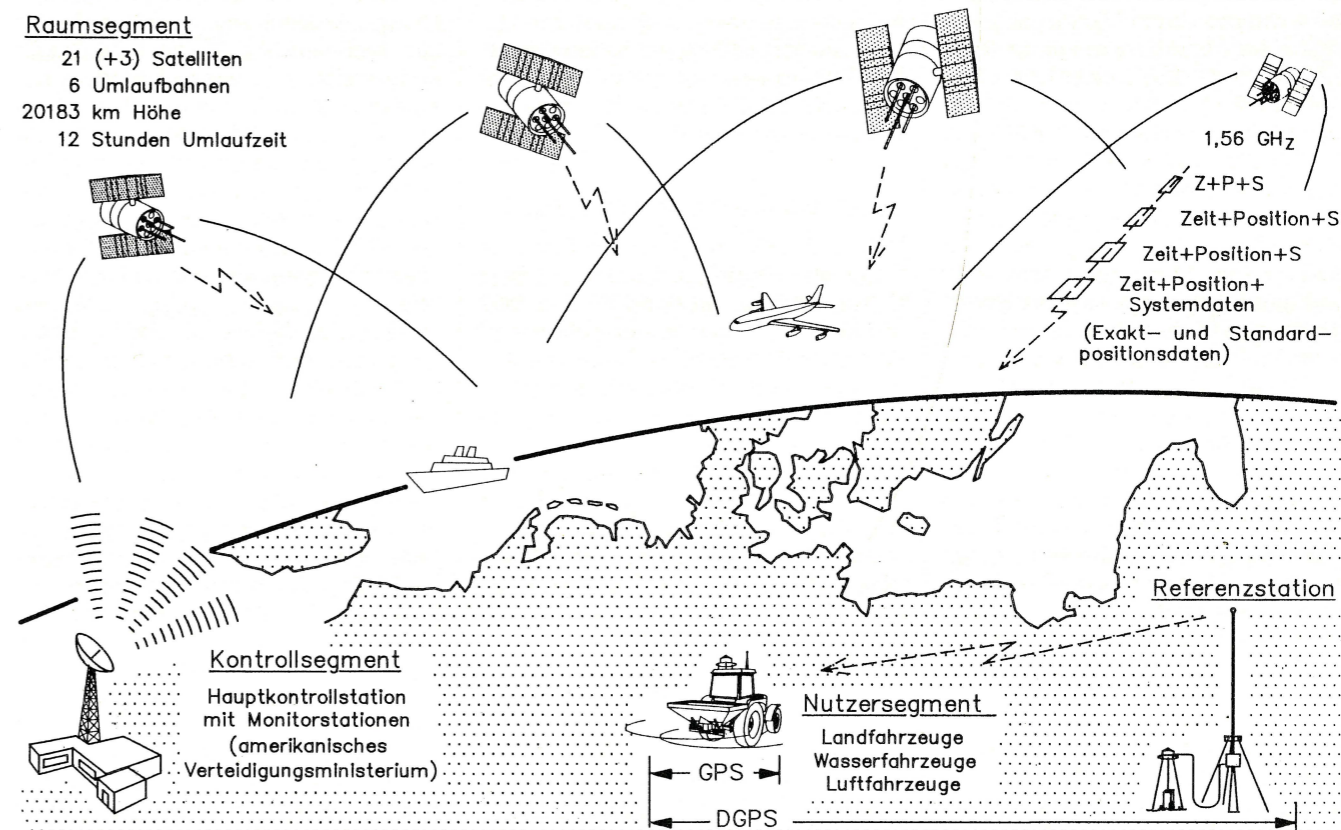 Raumsegment
21 (+3) Satelliten
6 Umlaufbahnen
20183 km Höhe
12 Stunden Umlaufzeit
1,56 GHz
Z+P+S
Zeit+Position+S
Zeit+Position+S
Zeit+Position+
Systemdaten
(Exakt- und Standard-
positionsdaten)
Referenzstation
Kontrollsegment
Hauptkontrollstation
mit Monitorstationen
(amerikanisches
Verteidigungsministerium)
Nutzersegment
Landfahrzeuge
Wasserfahrzeuge
Luftfahrzeuge
GPS
DGPS